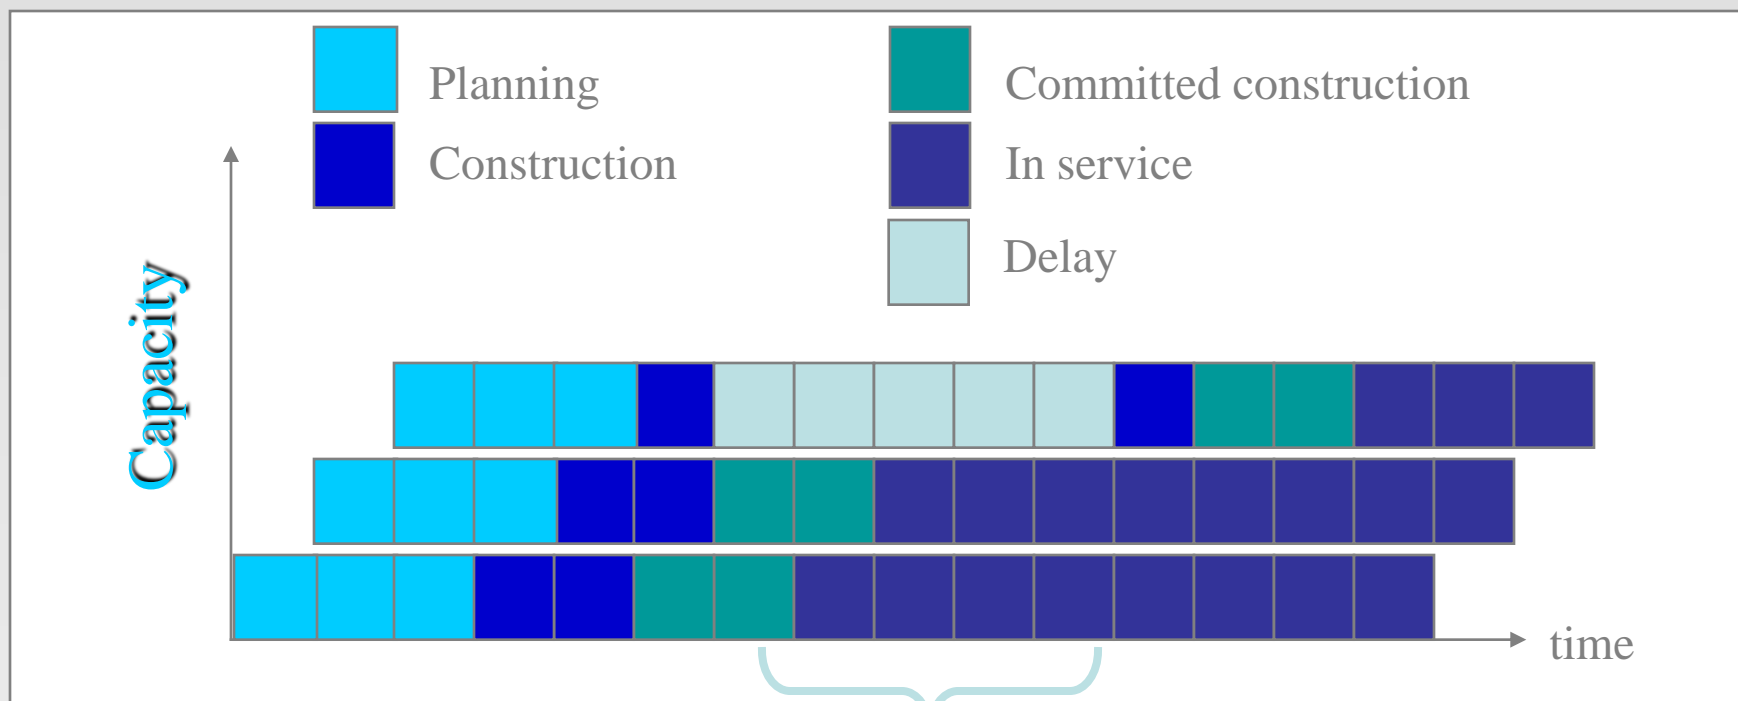 Planning
Committed construction
Construction
In service
Delay
Capacity
time